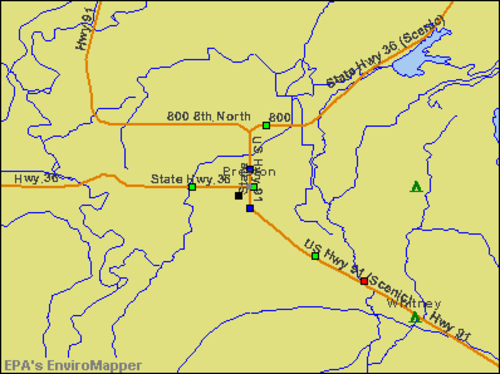 Hwy 91
State Hwy 36 (Scenic)
800 8th, North
800
US Hwy 91
Preston
Hwy 36
State Hwy 36
State
US Hwy 91 (Scenic)
Whitney
Hwy 91
EPA's EnviroMapper